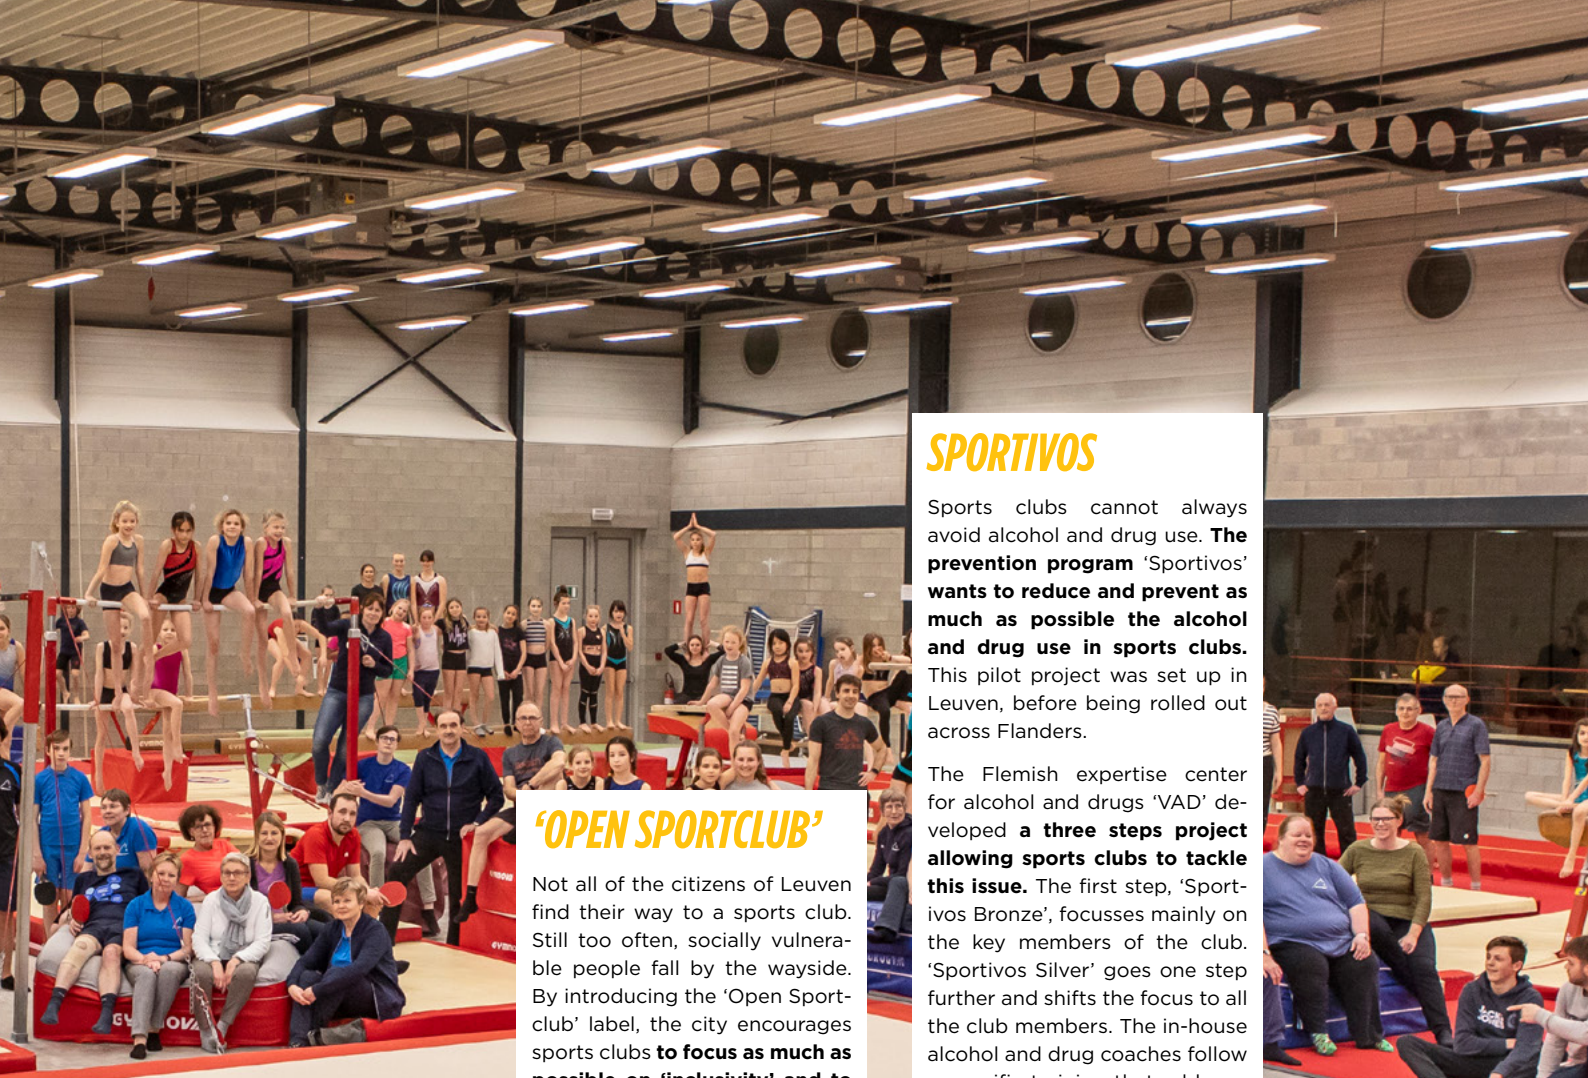 SPORTIVOS
Sports clubs cannot always
avoid alcohol and drug use. The
prevention program ‘Sportivos’
wants to reduce and prevent as
much as possible the alcohol
and drug use in sports clubs.
This pilot project was set up in
Leuven, before being rolled out
across Flanders.
The Flemish expertise center
for alcohol and drugs ‘VAD’ de-
veloped a three steps project
allowing sports clubs to tackle
this issue. The first step, ‘Sport-
ivos Bronze’, focusses mainly on
the key members of the club.
‘Sportivos Silver’ goes one step
further and shifts the focus to all
the club members. The in-house
alcohol and drug coaches follow
‘OPEN SPORTCLUB’
Not all of the citizens of Leuven
find their way to a sports club.
Still too often, socially vulnera-
ble people fall by the wayside.
By introducing the ‘Open Sport-
club’ label, the city encourages
sports clubs to focus as much as
possible on ‘inclusivity’ and to
JACK
JONES